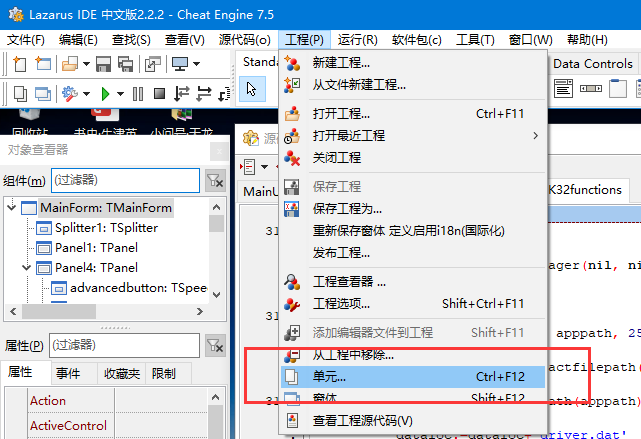 Lazarus IDE 中文版2.2.2 - Cheat Engine 7.5
文件(F) 编辑(E) 查找(S) 查看(V) 源代码(o) 工程(P) 运行(R) 软件包(c) 工具(T) 窗口(W) 帮助(H)
Standa
Data Controls
回收站
对象查看器
组件(m) (过滤器)
MainForm: TMainForm
Splitter1: TSplitter
Panel1: TPanel
Panel4: TPanel
advancedbutton: TSpee
属性(P) (过滤器)
属性 事件 收藏夹 限制
Action
ActiveControl
新建工程...
从文件新建工程...
打开工程... Ctrl+F11
打开最近工程
关闭工程
保存工程
保存工程为...
重新保存窗体 定义启用i18n(国际化)
发布工程...
工程查看器 ...
工程选项... Shift+Ctrl+F11
添加编辑器文件到工程 Shift+F11
从工程中移除...
单元... Ctrl+F12
窗体... Shift+F12
查看工程源代码(V)
源
MainU
K32functions
31
ager(nil, ni
31
apppath, 25
actfilepath(
31
ath(apppath)
dataloc:=dataloc+'driver.dat'